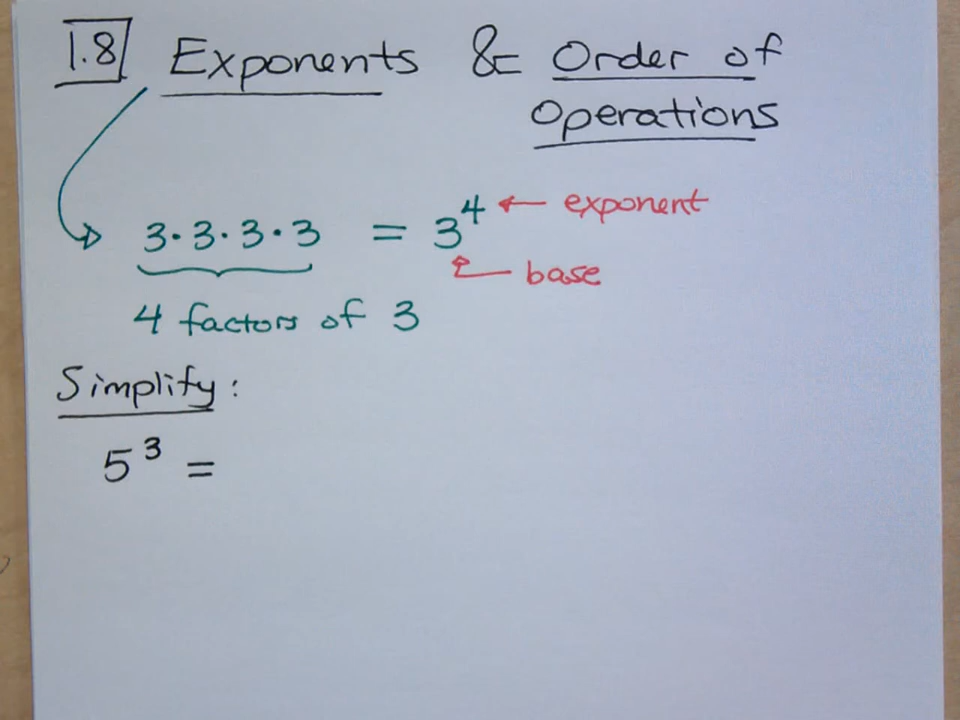 1.8 Exponents & Order of
Operations
3·3·3·3 = 3⁴ ← exponent
base
4 factors of 3
Simplify:
5³ =